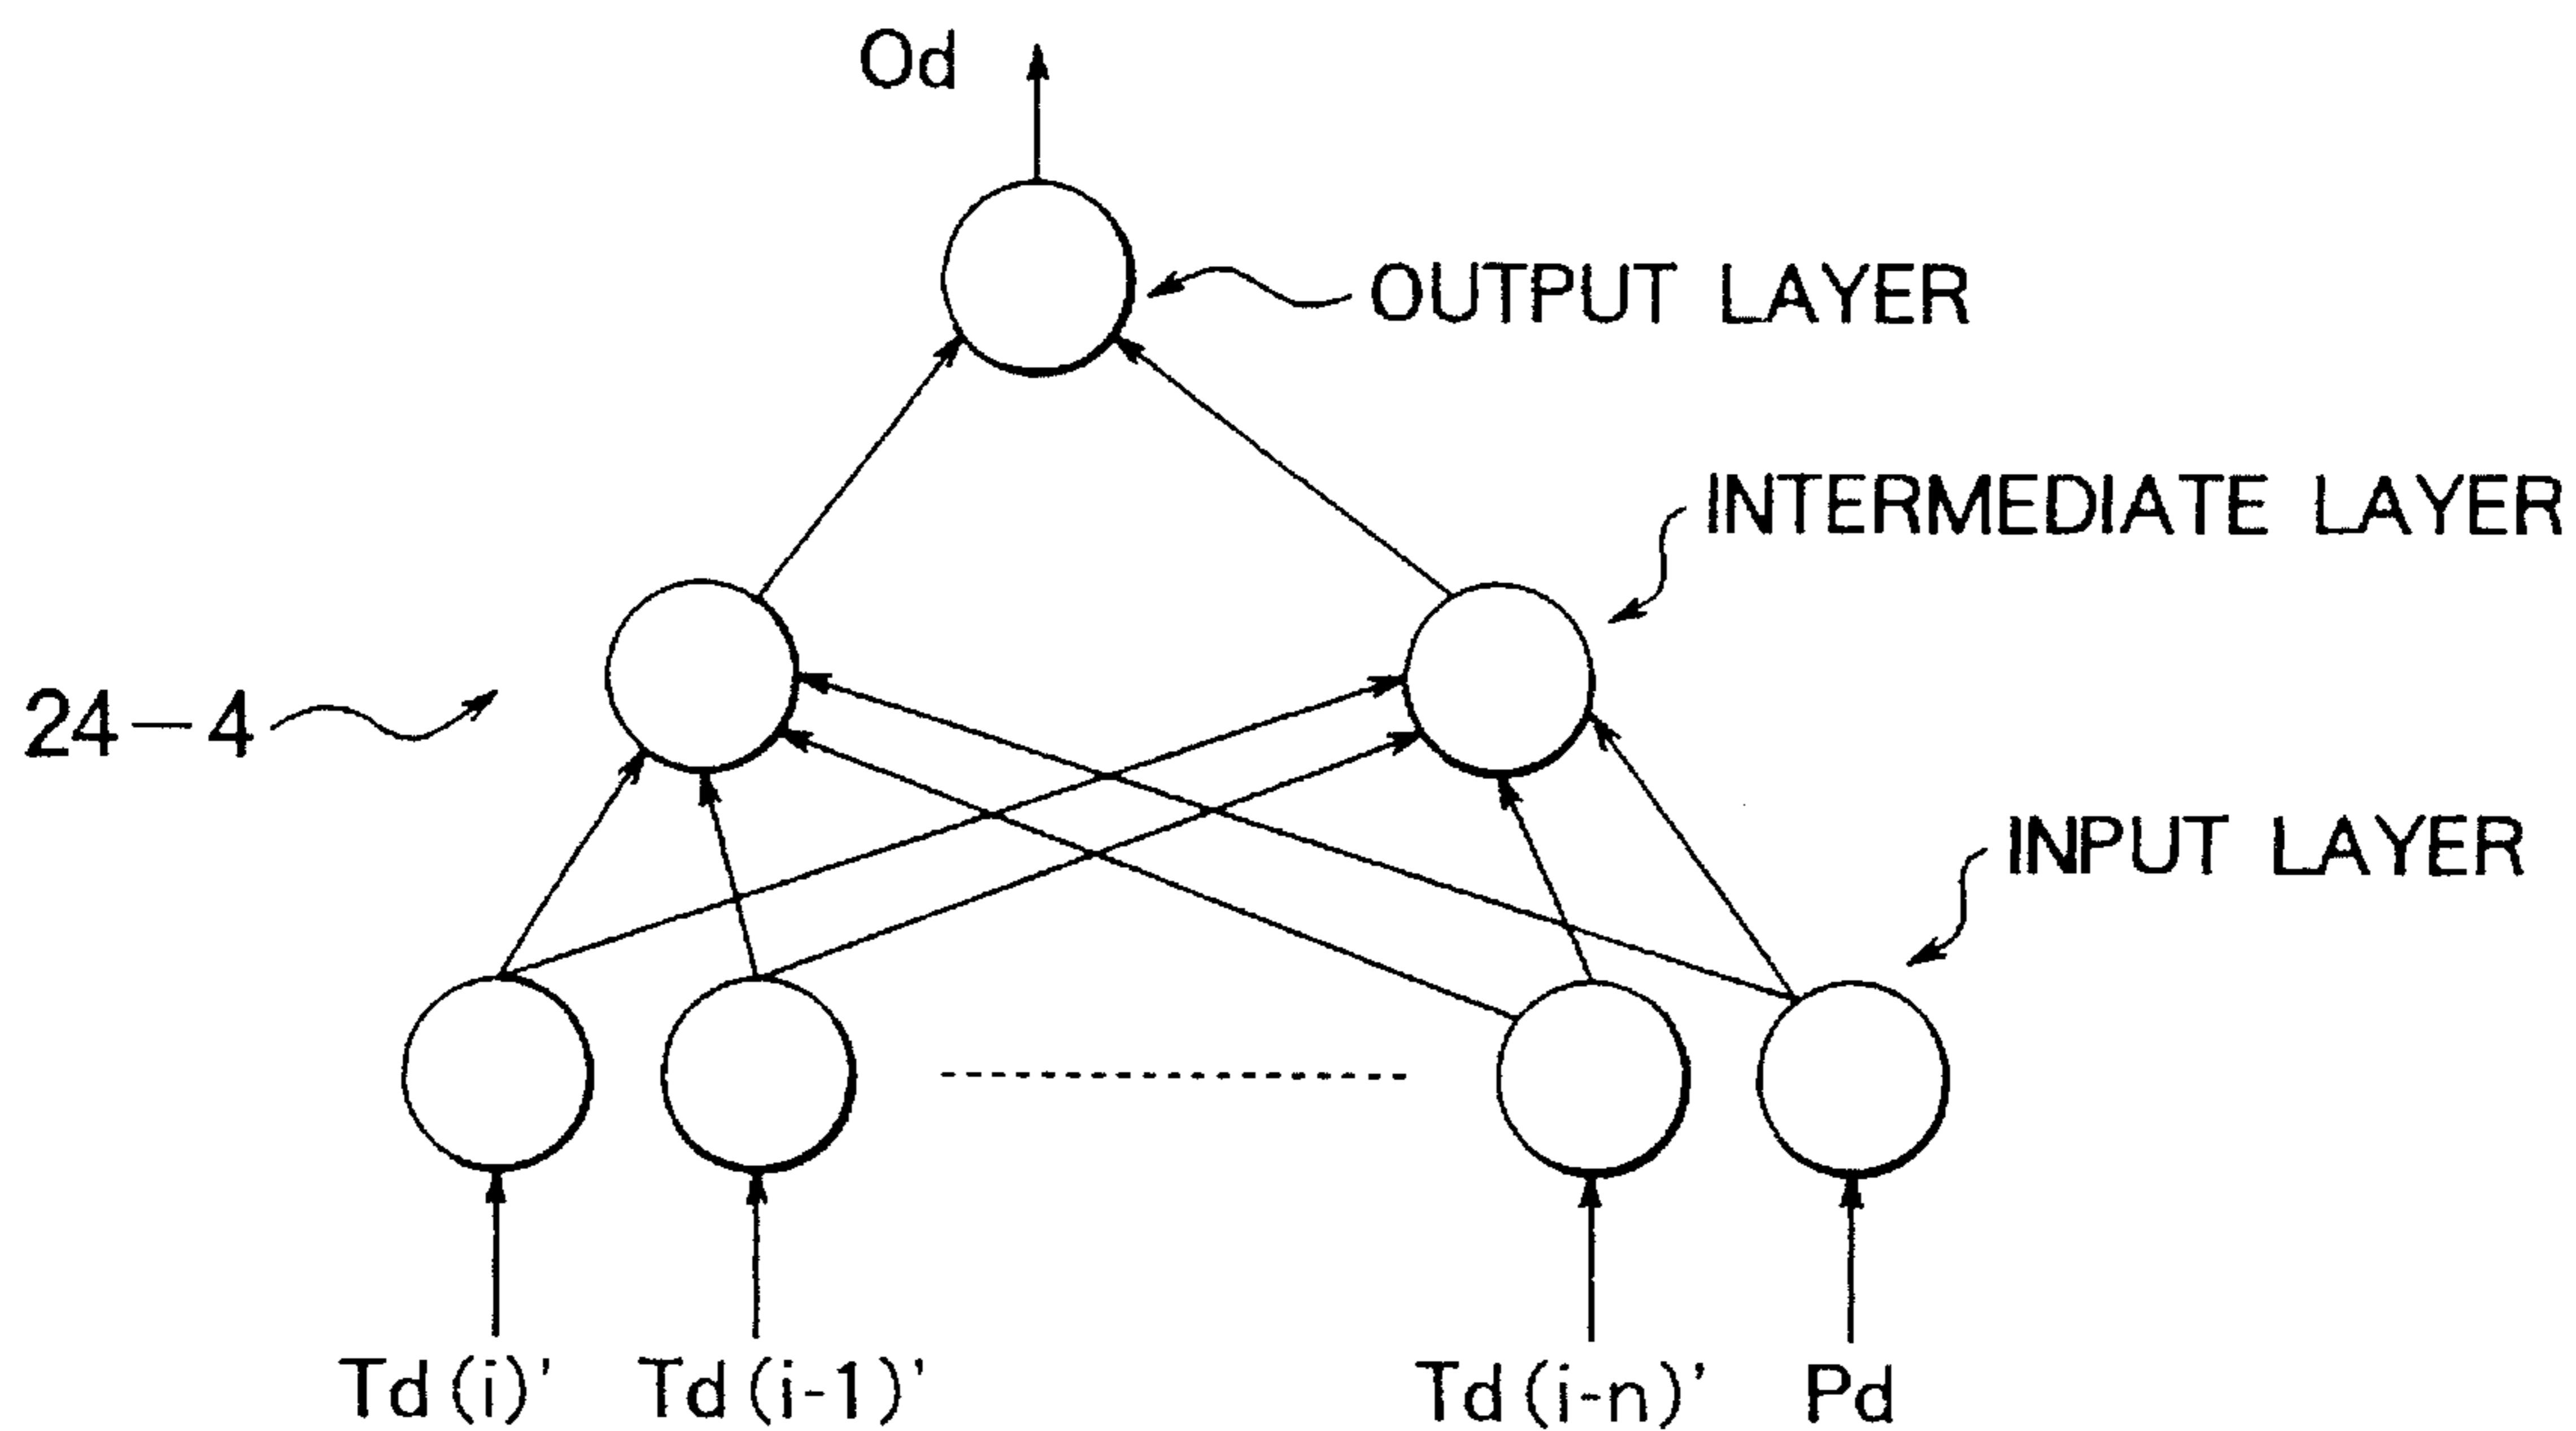 Od
OUTPUT LAYER
INTERMEDIATE LAYER
24-4
INPUT LAYER
Td(i)' Td(i-1)' Td(i-n)' Pd